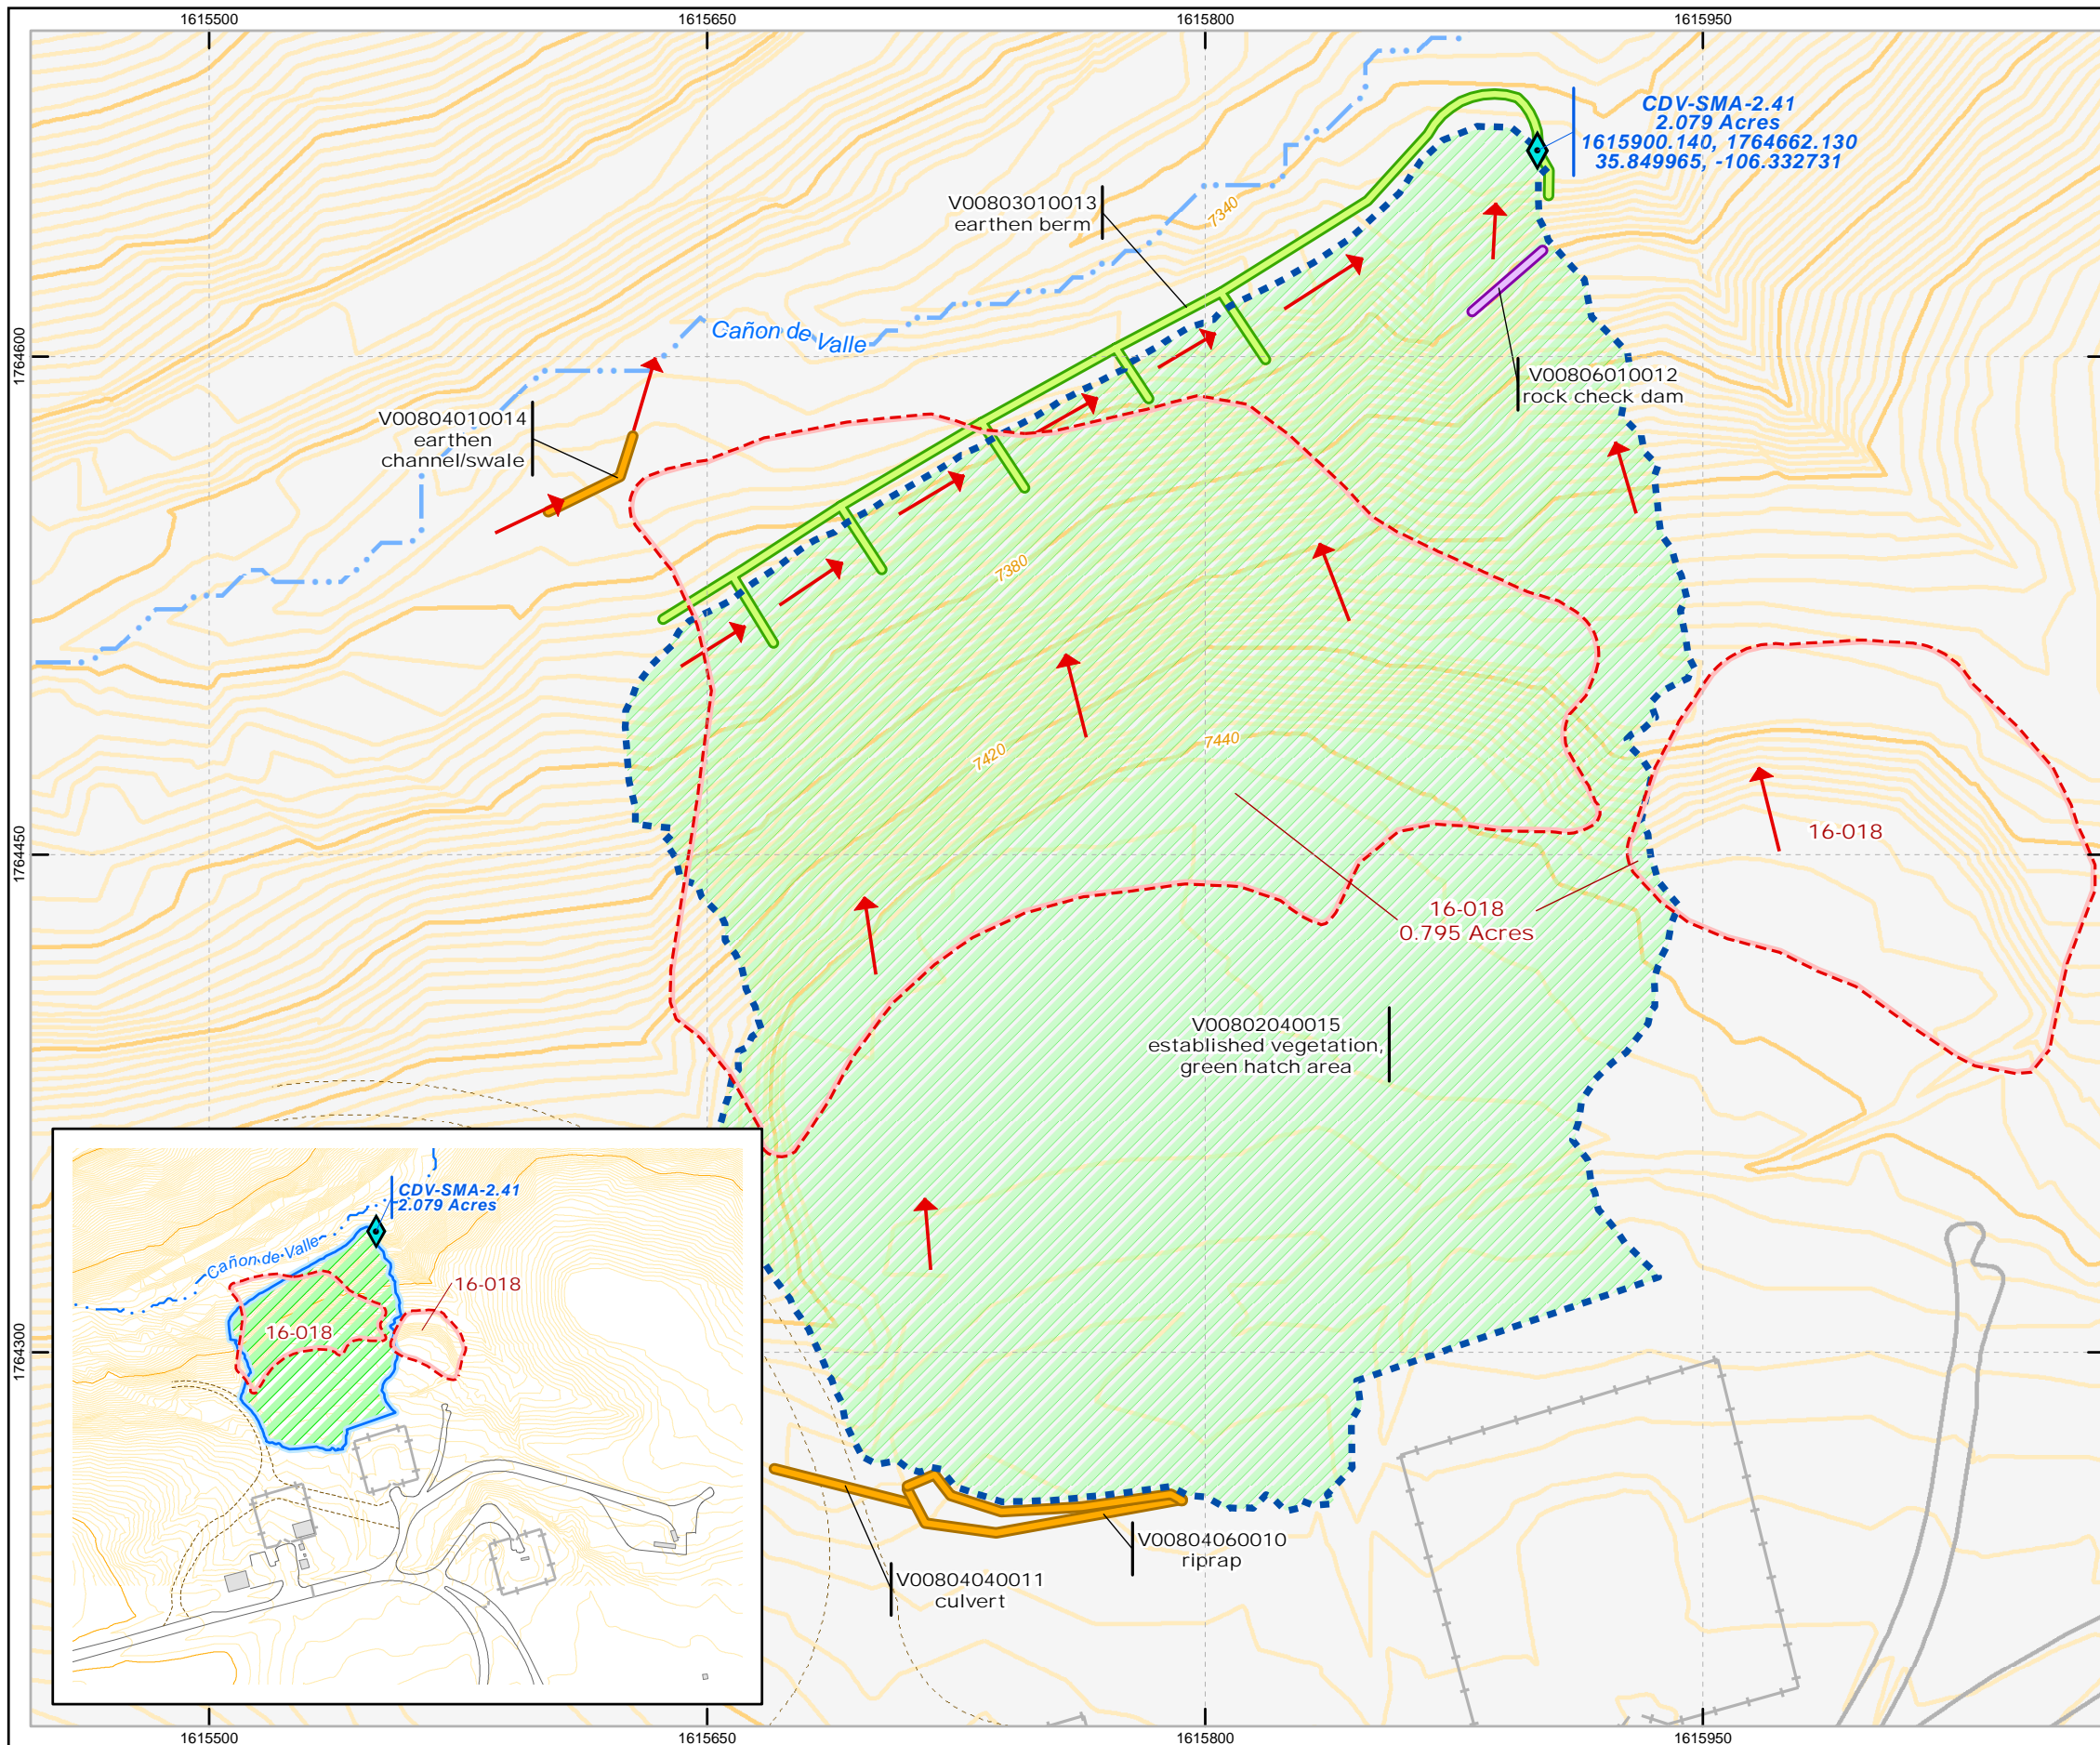 1615500
1615650
1615800
1615950
CDV-SMA-2.41
2.079 Acres
1615900.140, 1764662.130
35.849965, -106.332731
V00803010013
earthen berm
7340
1764600
Cañon de Valle
V00806010012
rock check dam
V00804010014
earthen
channel/swale
7380
7420
7440
1764450
16-018
16-018
0.795 Acres
V00802040015
established vegetation,
green hatch area
CDV-SMA-2.41
2.079 Acres
Cañon de Valle
16-018
16-018
1764300
V00804060010
riprap
V00804040011
culvert
1615500
1615650
1615800
1615950